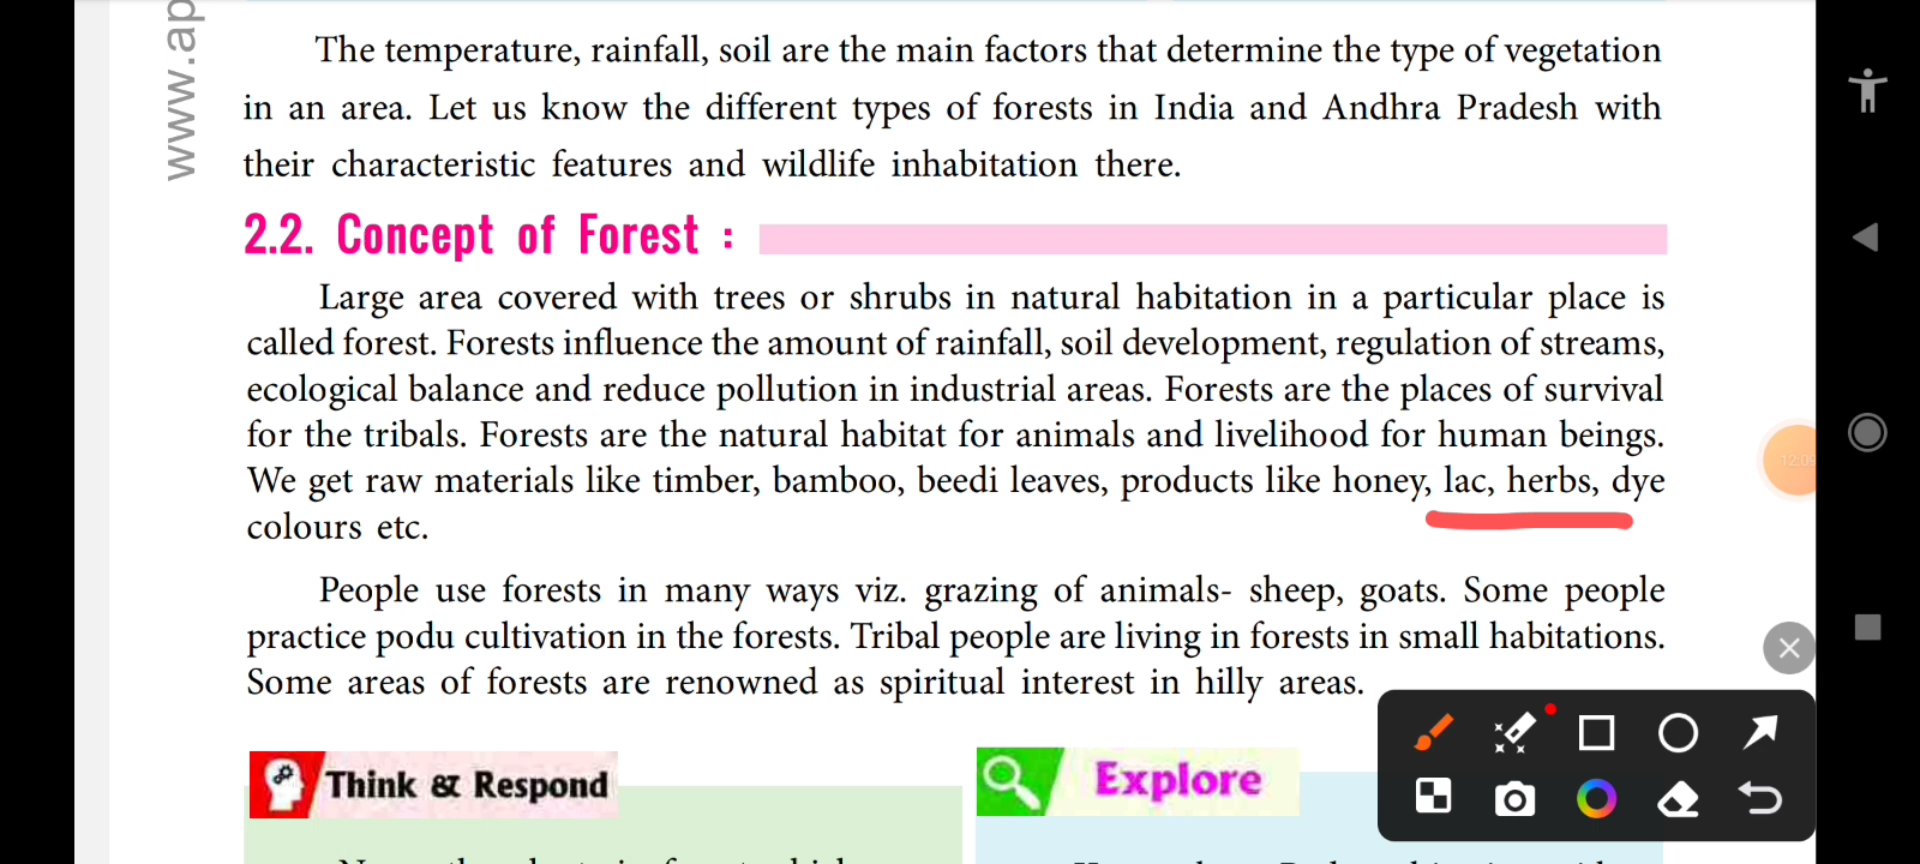 www.ap
The temperature, rainfall, soil are the main factors that determine the type of vegetation
in an area. Let us know the different types of forests in India and Andhra Pradesh with
their characteristic features and wildlife inhabitation there.
2.2. Concept of Forest :
Large area covered with trees or shrubs in natural habitation in a particular place is
called forest. Forests influence the amount of rainfall, soil development, regulation of streams,
ecological balance and reduce pollution in industrial areas. Forests are the places of survival
for the tribals. Forests are the natural habitat for animals and livelihood for human beings.
We get raw materials like timber, bamboo, beedi leaves, products like honey, lac, herbs, dye
colours etc.
People use forests in many ways viz. grazing of animals- sheep, goats. Some people
practice podu cultivation in the forests. Tribal people are living in forests in small habitations.
Some areas of forests are renowned as spiritual interest in hilly areas.
Think & Respond
Explore